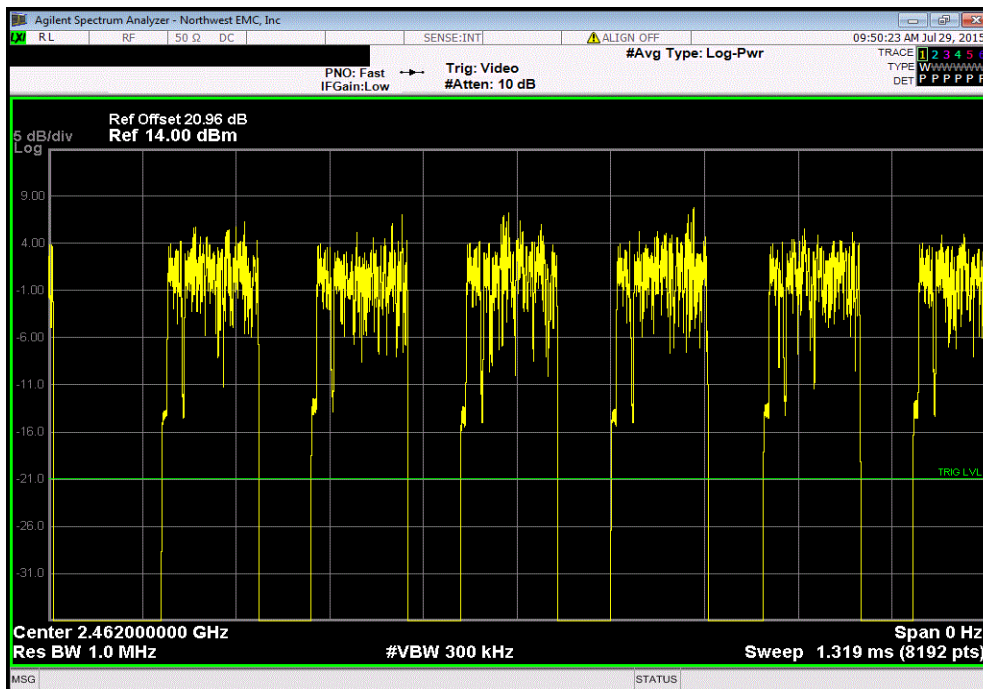 Agilent Spectrum Analyzer - Northwest EMC, Inc
LXI RL RF 50 Ω DC SENSE:INT ALIGN OFF 09:50:23 AM Jul 29, 2015
#Avg Type: Log-Pwr
TRACE 1 2 3 4 5
PNO: Fast Trig: Video TYPE WWWWWW
IFGain:Low #Atten: 10 dB DET P P P P P P
Ref Offset 20.96 dB
5 dB/div Ref 14.00 dBm
Log
9.00
4.00
-1.00
-6.00
-11.0
-16.0
-21.0 TRIG LVL
-26.0
-31.0
Center 2.462000000 GHz Span 0 Hz
Res BW 1.0 MHz #VBW 300 kHz Sweep 1.319 ms (8192 pts)
MSG STATUS